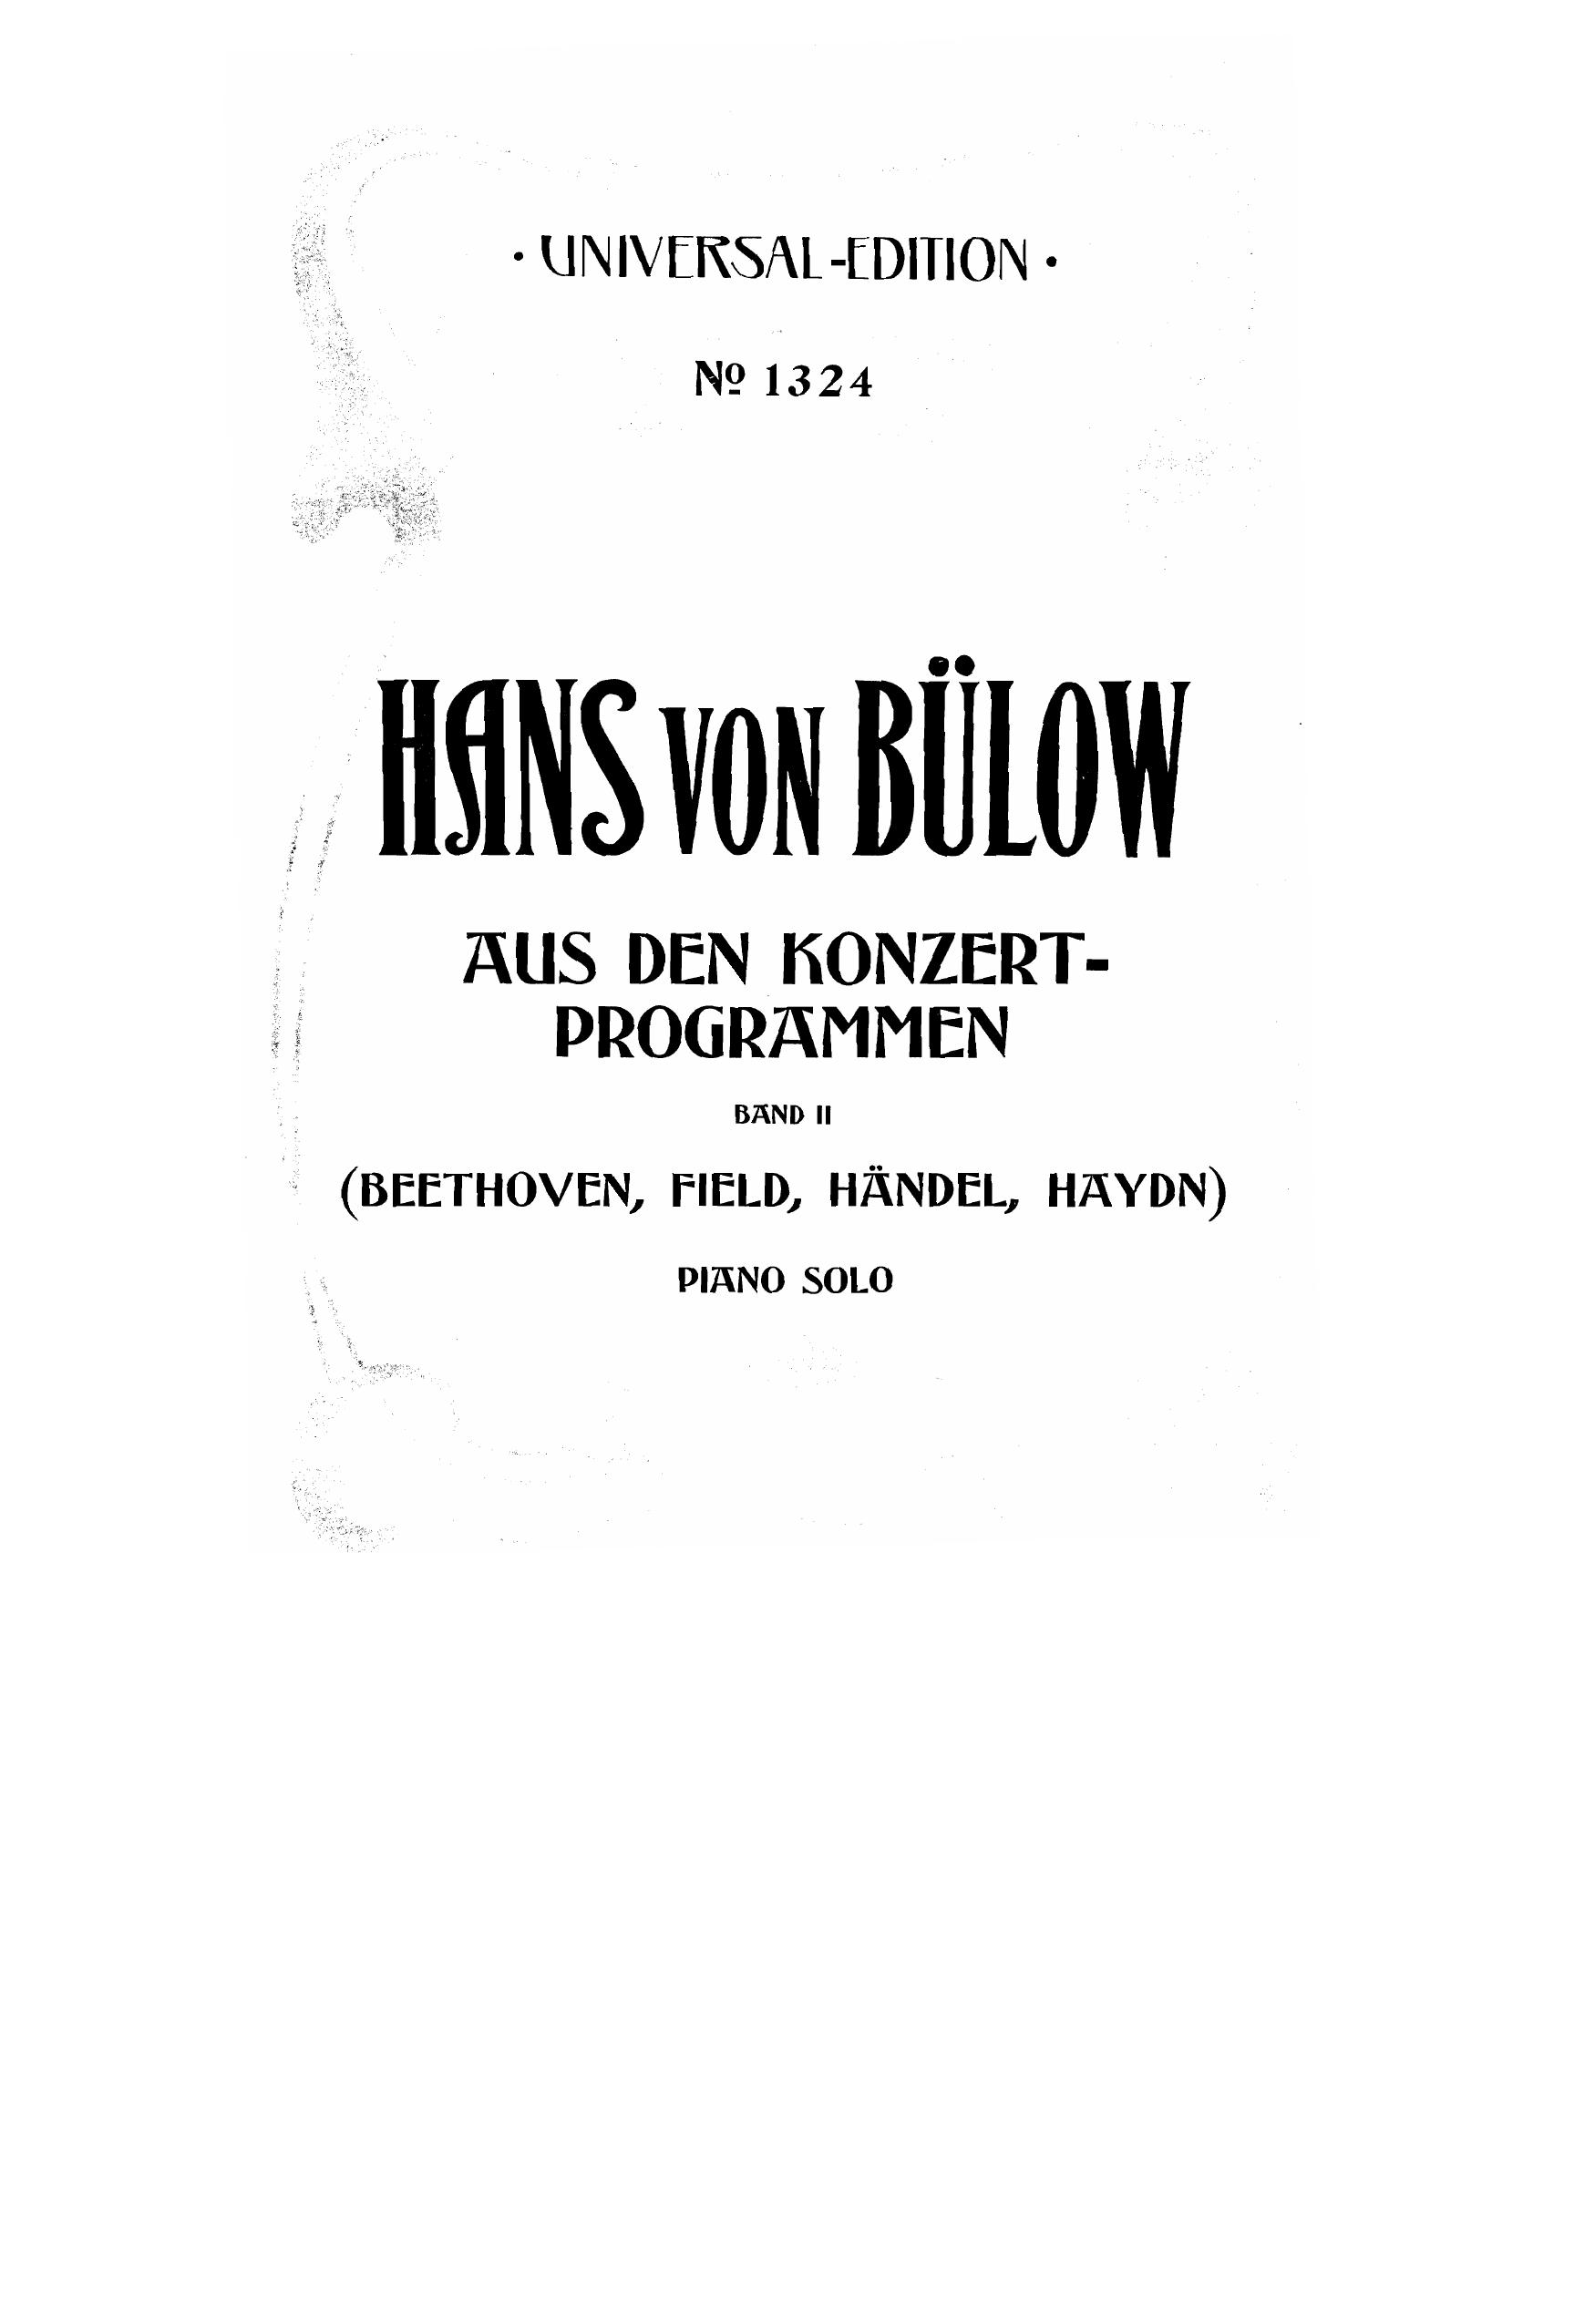 · UNIVERSAL-EDITION ·
Nº 1324
HANS VON BÜLOW
AUS DEN KONZERT-
PROGRAMMEN
BAND II
(BEETHOVEN, FIELD, HÄNDEL, HAYDN)
PIANO SOLO